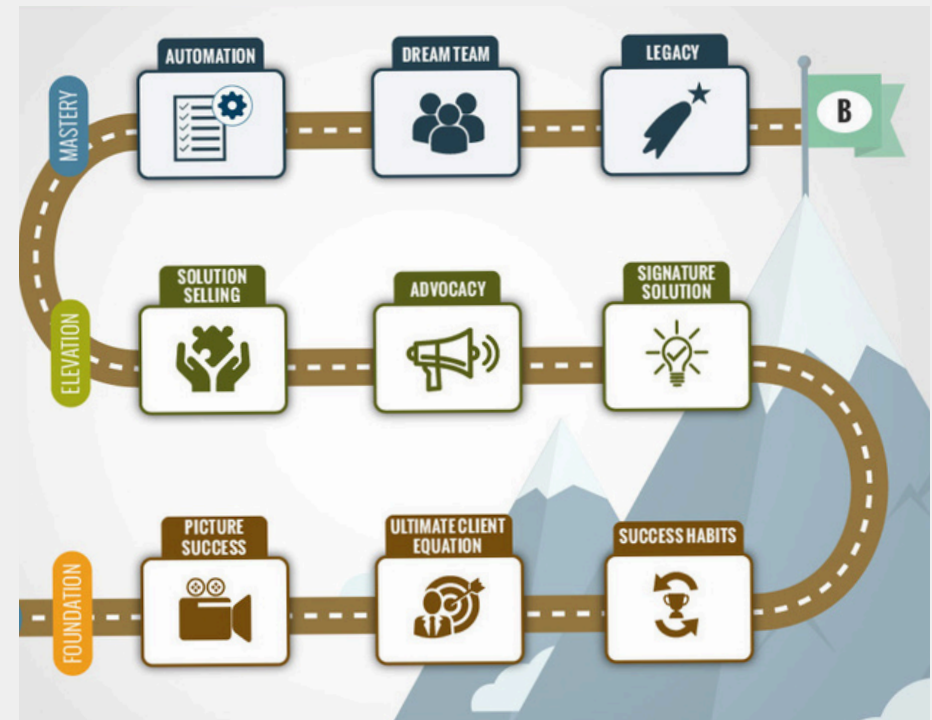 AUTOMATION
DREAM TEAM
LEGACY
MASTERY
B
SOLUTION
SELLING
ADVOCACY
SIGNATURE
SOLUTION
ELEVATION
PICTURE
SUCCESS
ULTIMATE CLIENT
EQUATION
SUCCESS HABITS
FOUNDATION